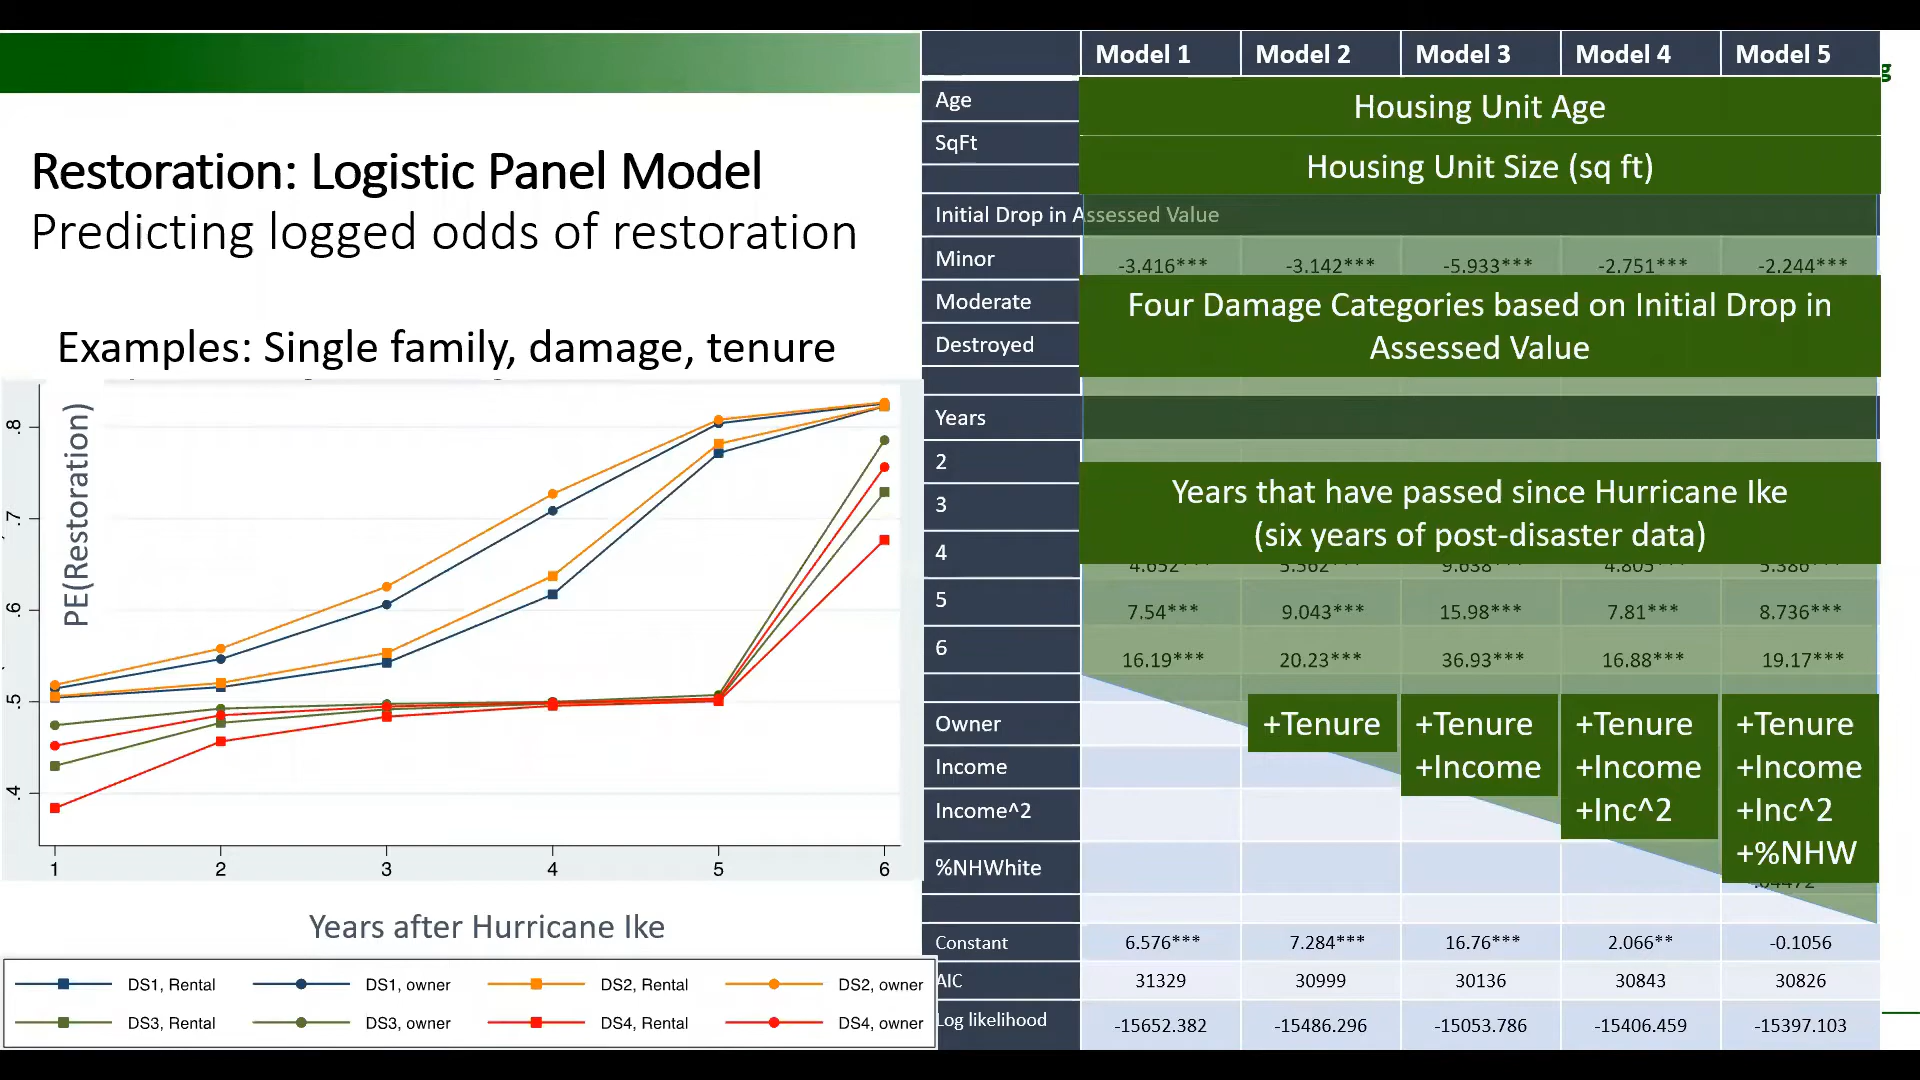 Restoration: Logistic Panel Model
Predicting logged odds of restoration
Examples: Single family, damage, tenure
PE(Restoration)
.8
.7
.6
.5
.4
1 2 3 4 5 6
Years after Hurricane Ike
DS1, Rental DS1, owner DS2, Rental DS2, owner
DS3, Rental DS3, owner DS4, Rental DS4, owner
Model 1 Model 2 Model 3 Model 4 Model 5
Age
Housing Unit Age
SqFt
Housing Unit Size (sq ft)
Initial Drop in Assessed Value
Minor -3.416*** -3.142*** -5.933*** -2.751*** -2.244***
Moderate
Destroyed
Four Damage Categories based on Initial Drop in
Assessed Value
Years
2
3
Years that have passed since Hurricane Ike
(six years of post-disaster data)
4
5 7.54*** 9.043*** 15.98*** 7.81*** 8.736***
6 16.19*** 20.23*** 36.93*** 16.88*** 19.17***
Owner +Tenure +Tenure +Tenure +Tenure
Income +Income +Income +Income
Income^2 +Inc^2 +Inc^2
%NHWhite +%NHW
Constant 6.576*** 7.284*** 16.76*** 2.066** -0.1056
AIC 31329 30999 30136 30843 30826
Log likelihood -15652.382 -15486.296 -15053.786 -15406.459 -15397.103